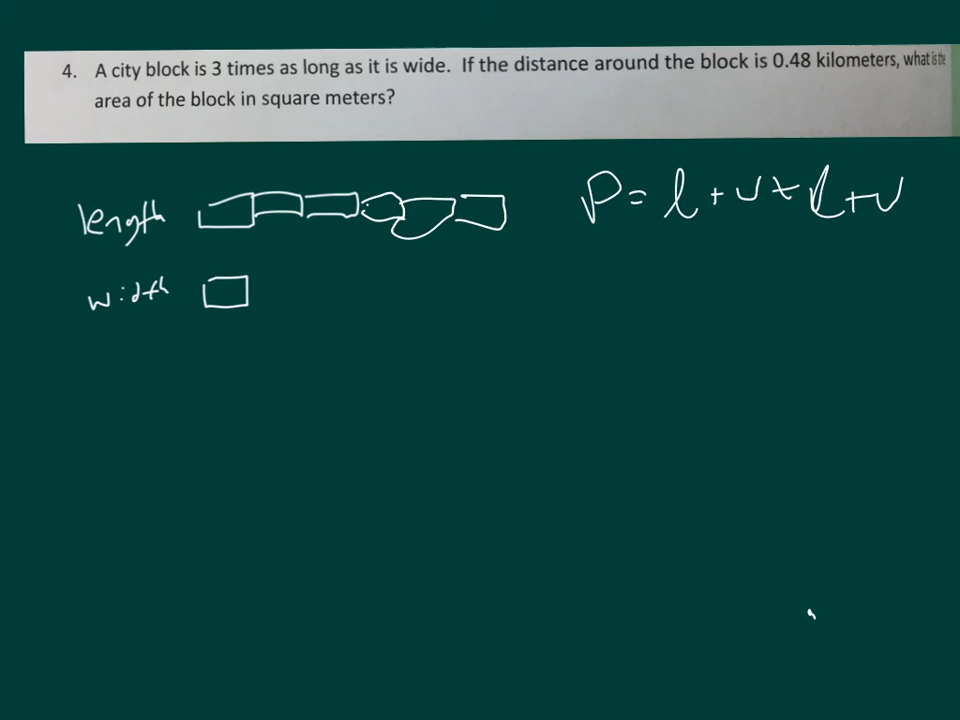 4. A city block is 3 times as long as it is wide. If the distance around the block is 0.48 kilometers, what is the
area of the block in square meters?
length
P = l + w + l + w
width